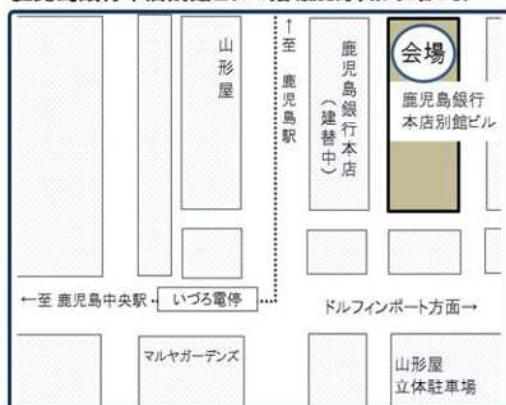 ↑至 鹿児島駅
山形屋
鹿児島銀行本店
（建替中）
会場
鹿児島銀行
本店別館ビル
←至 鹿児島中央駅
いづろ電停
ドルフィンポート方面→
マルヤガーデンズ
山形屋
立体駐車場